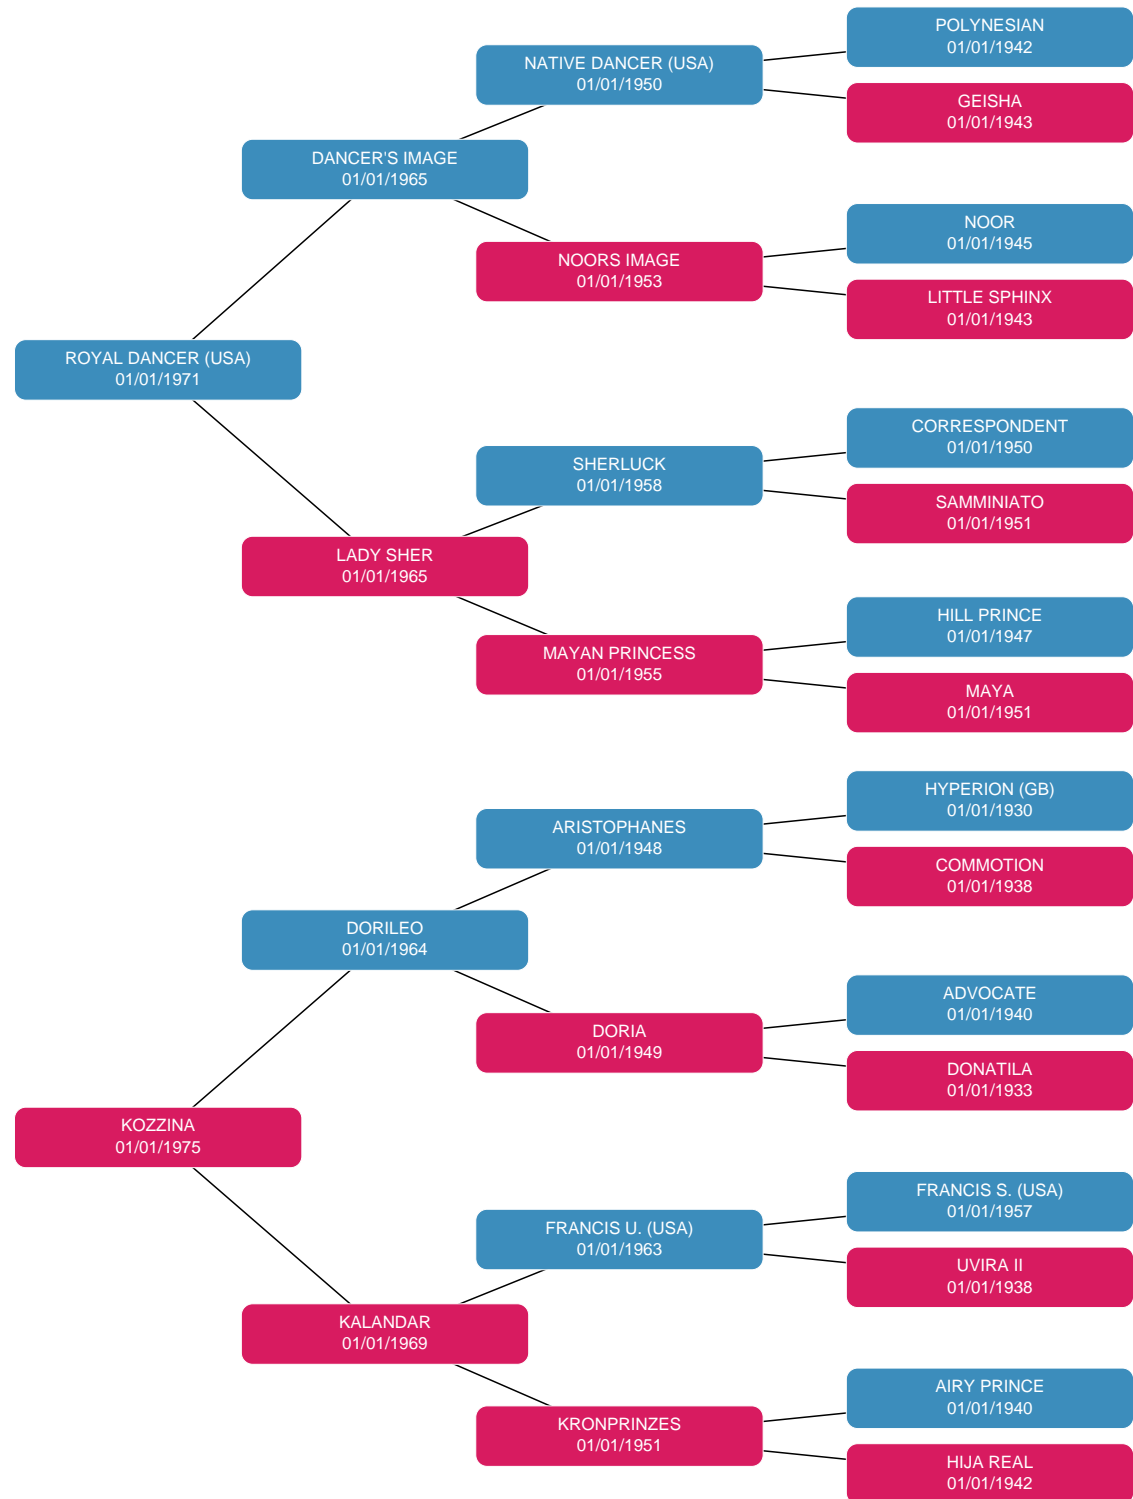 POLYNESIAN
01/01/1942
NATIVE DANCER (USA)
01/01/1950
GEISHA
01/01/1943
DANCER'S IMAGE
01/01/1965
NOOR
01/01/1945
NOORS IMAGE
01/01/1953
LITTLE SPHINX
01/01/1943
ROYAL DANCER (USA)
01/01/1971
CORRESPONDENT
01/01/1950
SHERLUCK
01/01/1958
SAMMINIATO
01/01/1951
LADY SHER
01/01/1965
HILL PRINCE
01/01/1947
MAYAN PRINCESS
01/01/1955
MAYA
01/01/1951
HYPERION (GB)
01/01/1930
ARISTOPHANES
01/01/1948
COMMOTION
01/01/1938
DORILEO
01/01/1964
ADVOCATE
01/01/1940
DORIA
01/01/1949
DONATILA
01/01/1933
KOZZINA
01/01/1975
FRANCIS S. (USA)
01/01/1957
FRANCIS U. (USA)
01/01/1963
UVIRA II
01/01/1938
KALANDAR
01/01/1969
AIRY PRINCE
01/01/1940
KRONPRINZES
01/01/1951
HIJA REAL
01/01/1942